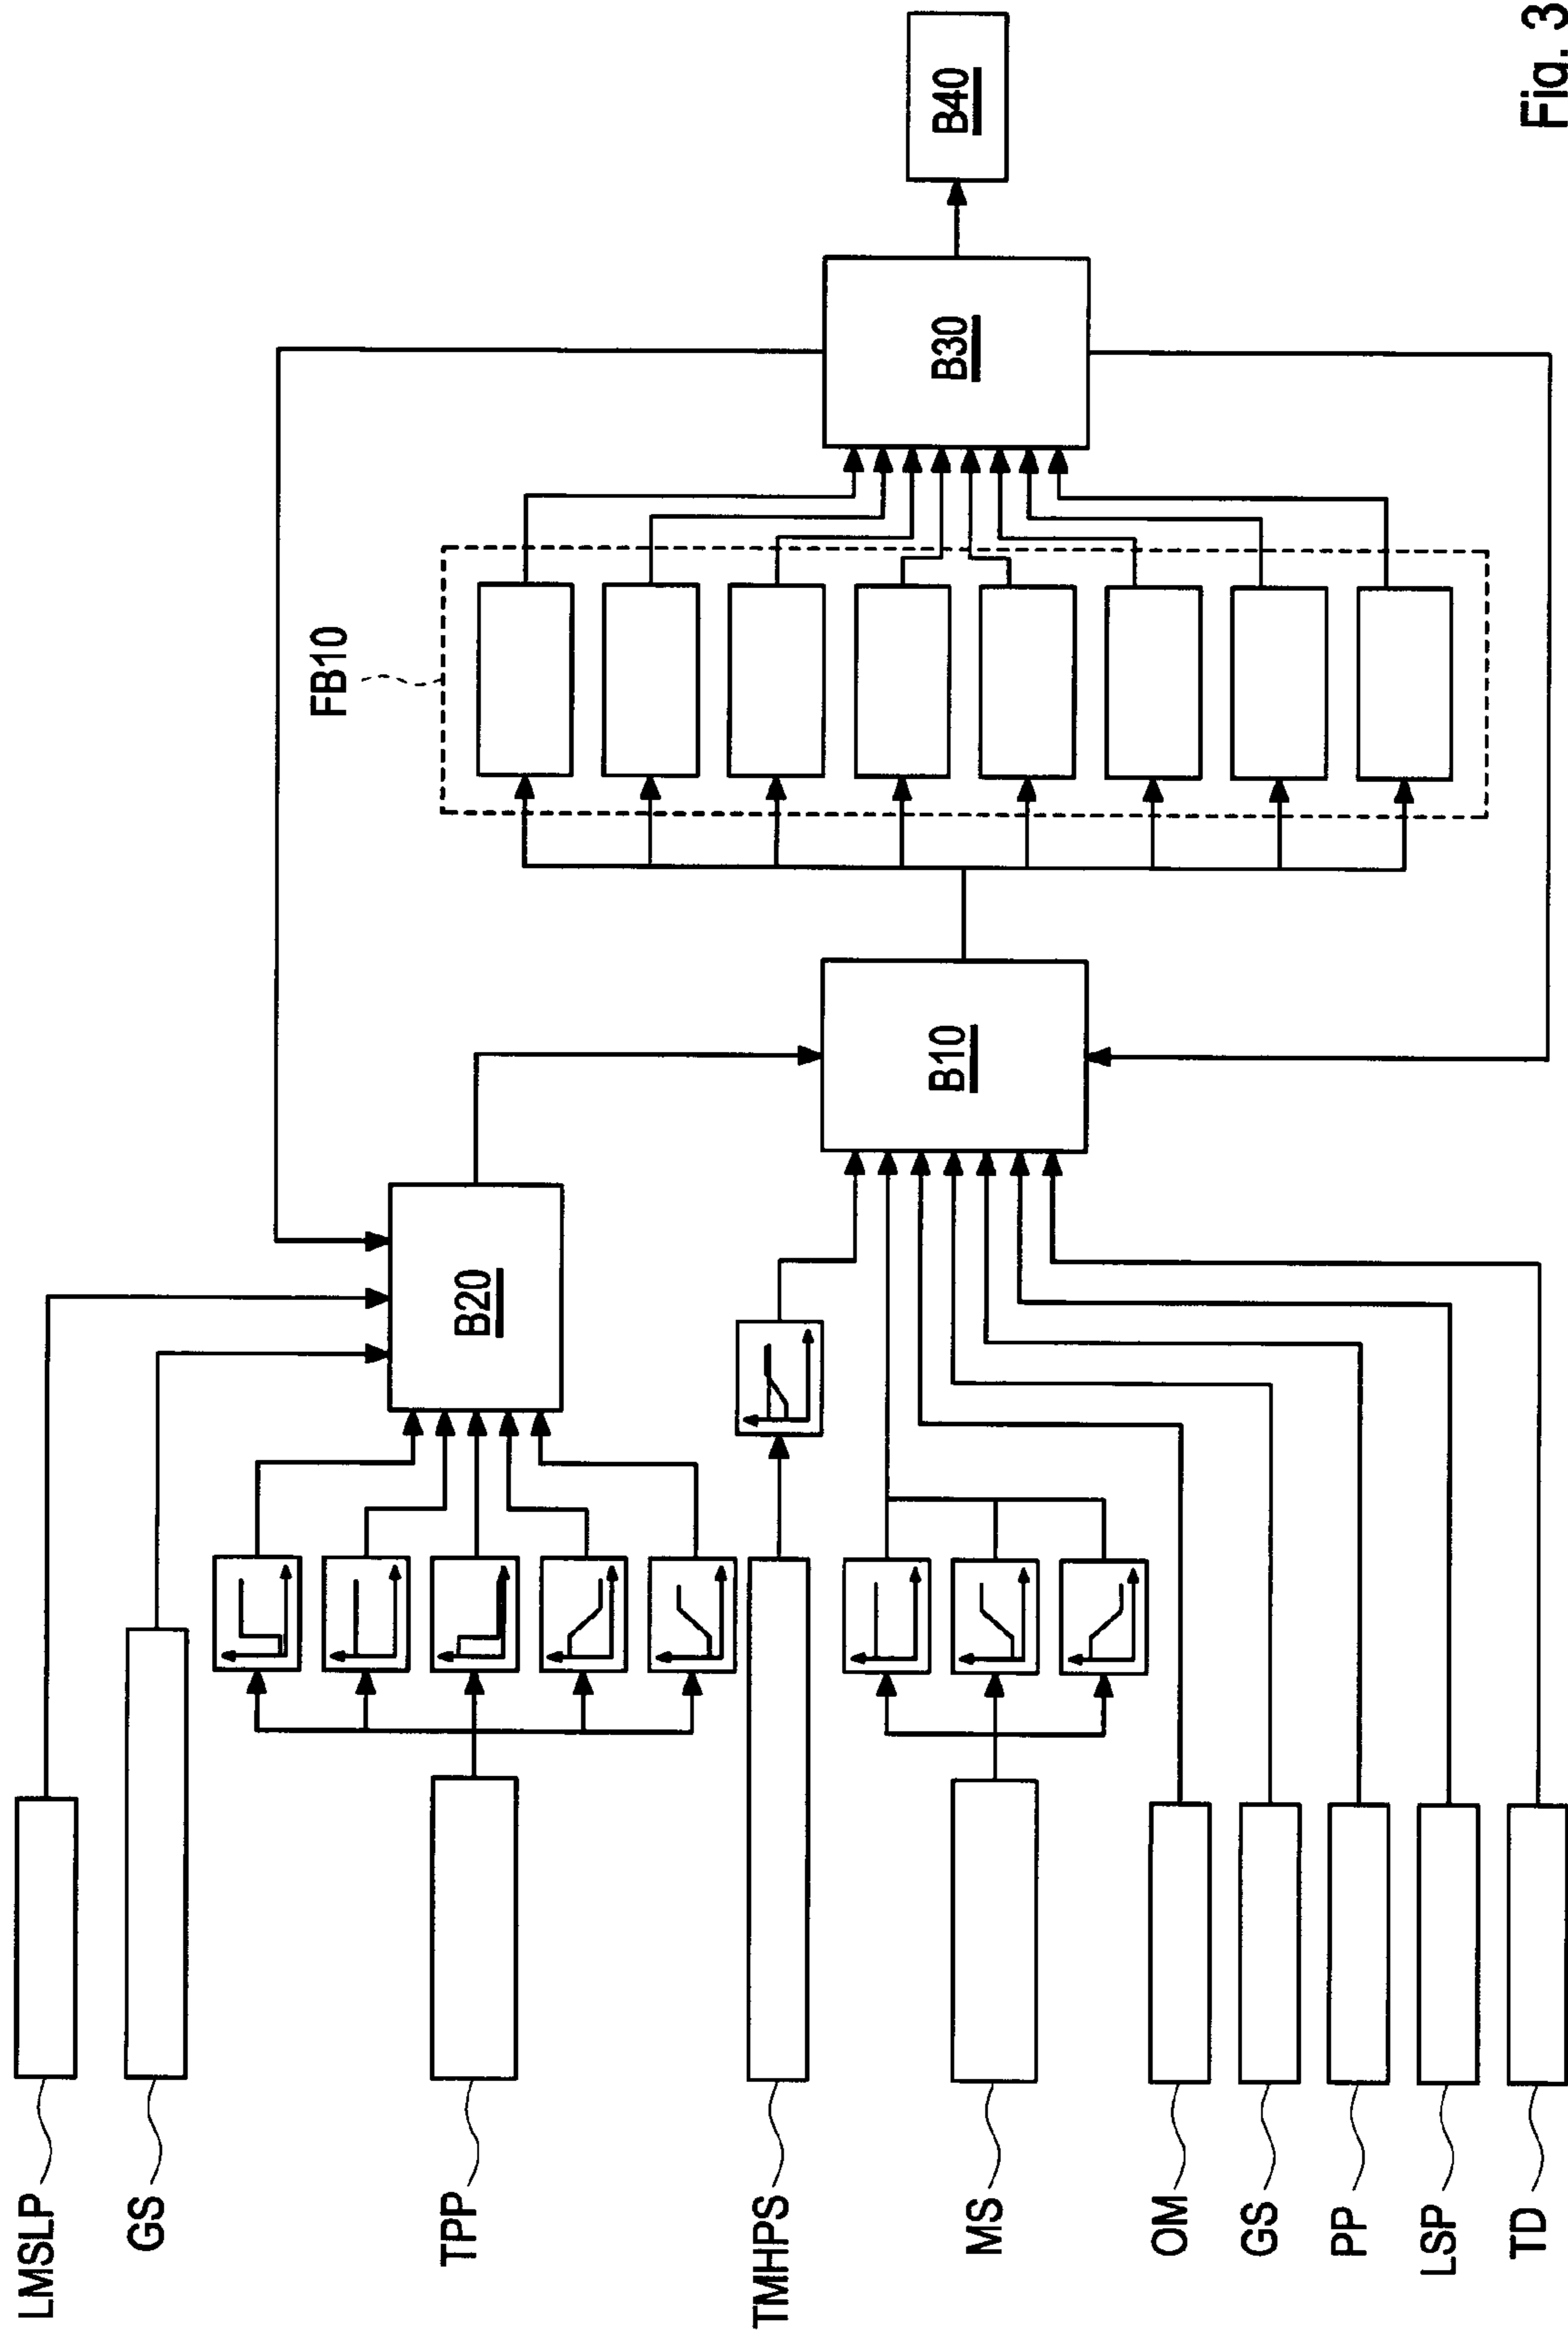 LMSLP
GS
TPP
TMHPS
MS
OM
GS
PP
LSP
TD
B20
B10
FB10
B30
B40
Fig. 3